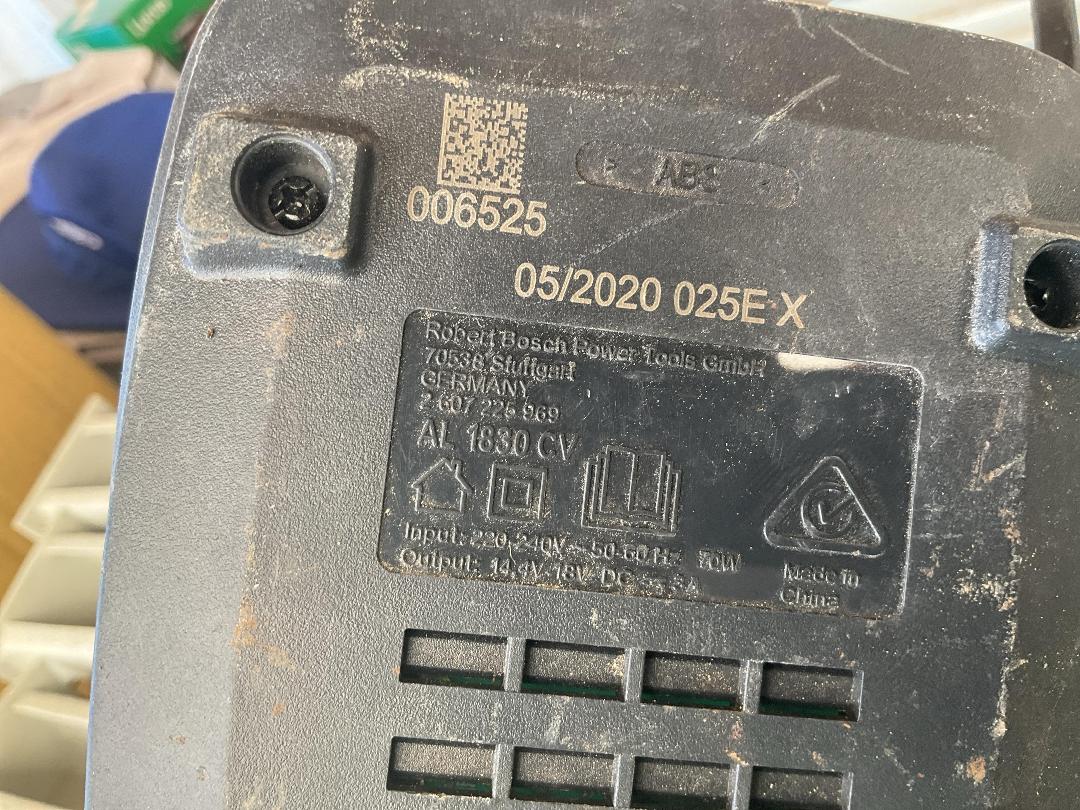 006525
ABS
05/2020 025E X
Robert Bosch Power Tools GmbH
70538 Stuttgart
GERMANY
2 607 225 969
AL 1830 CV
Input: 220-240V ~ 50-60 Hz 70W
Output: 14.4V-18V DC
Made in
China